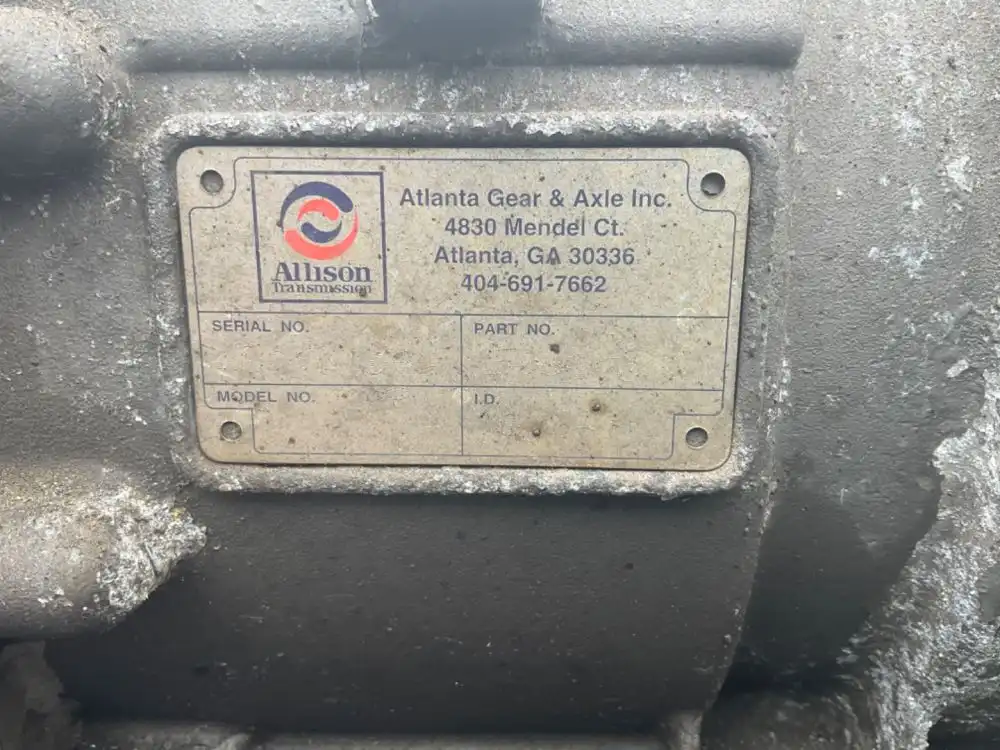 Atlanta Gear & Axle Inc.
4830 Mendel Ct.
Atlanta, GA 30336
404-691-7662
Allison
Transmission
SERIAL NO.
PART NO.
MODEL NO.
I.D.